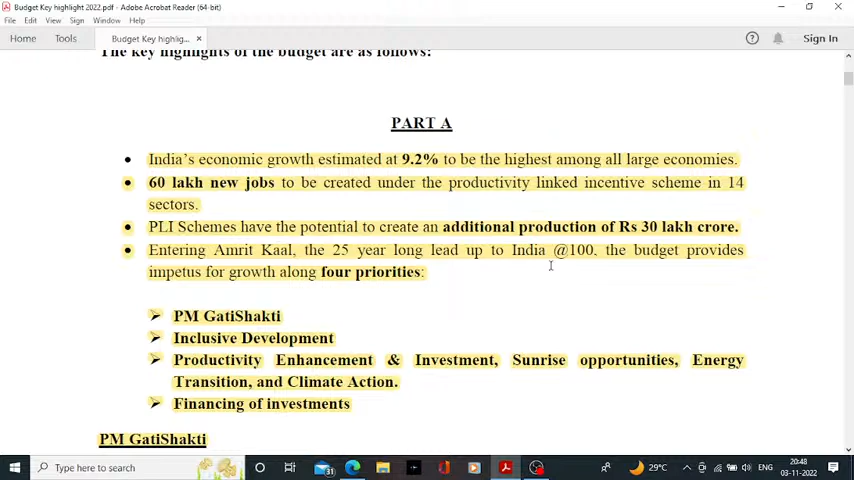 Budget Key highlight 2022.pdf - Adobe Acrobat Reader (64-bit)
File Edit View Sign Window Help
Home Tools Budget Key highlig... × Sign In
The key highlights of the budget are as follows:
PART A
• India's economic growth estimated at 9.2% to be the highest among all large economies.
• 60 lakh new jobs to be created under the productivity linked incentive scheme in 14
sectors.
• PLI Schemes have the potential to create an additional production of Rs 30 lakh crore.
• Entering Amrit Kaal, the 25 year long lead up to India @100, the budget provides
impetus for growth along four priorities:
➢ PM GatiShakti
➢ Inclusive Development
➢ Productivity Enhancement & Investment, Sunrise opportunities, Energy
Transition, and Climate Action.
➢ Financing of investments
PM GatiShakti
Type here to search 31 29°C ENG 20:48
03-11-2022